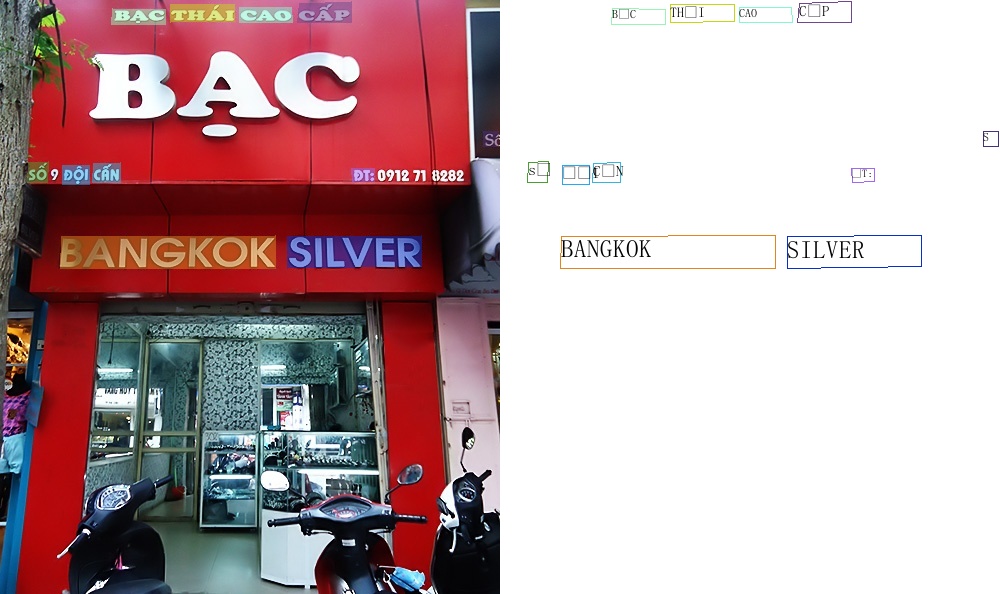 BẠC THÁI CAO CẤP
BẠC
Số
SỐ 9 ĐỘI CẤN ĐT: 0912 71 8282
BANGKOK SILVER
B□C TH□I CAO C□P
S
S□ □□I C□N □T:
BANGKOK SILVER